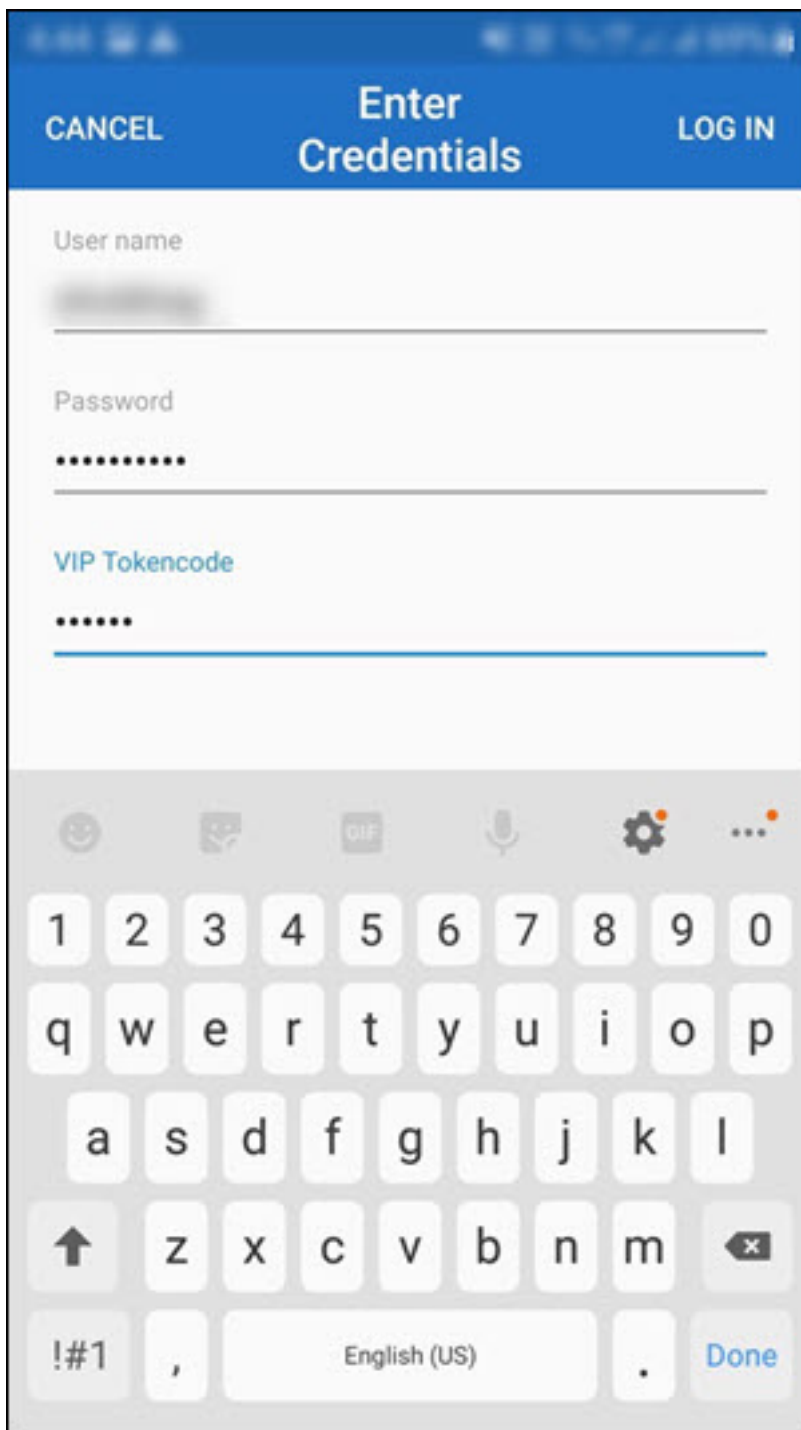 CANCEL
Enter
Credentials
LOG IN
User name
Password
••••••••••
VIP Tokencode
••••••
GIF
1 2 3 4 5 6 7 8 9 0
q w e r t y u i o p
a s d f g h j k l
z x c v b n m
!#1 , English (US) . Done